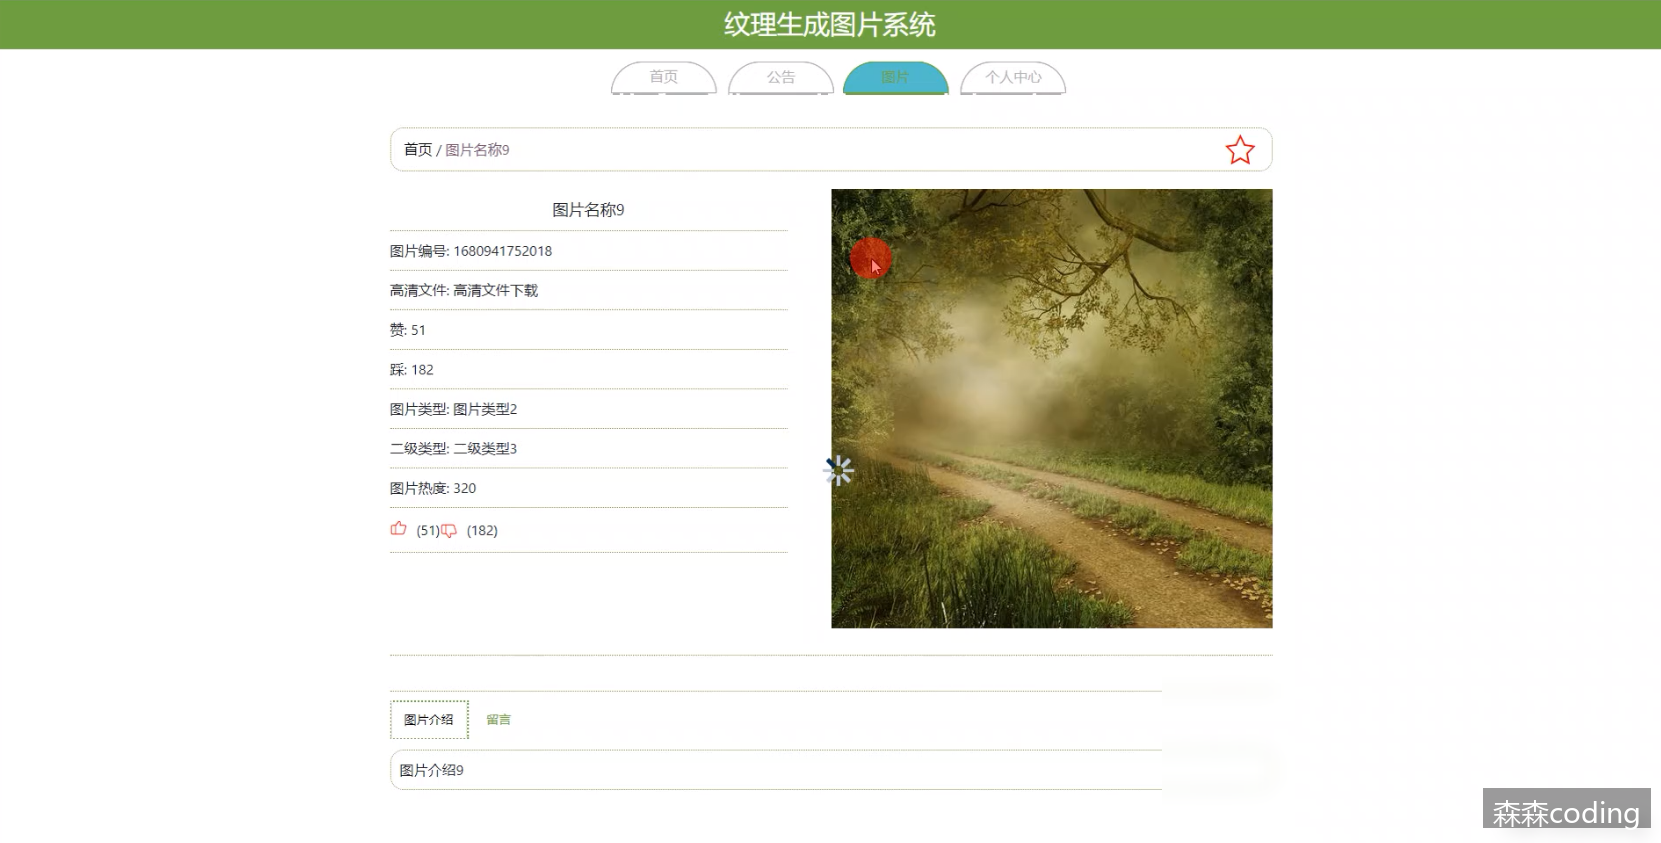 纹理生成图片系统
首页 公告 图片 个人中心
首页 / 图片名称9
图片名称9
图片编号: 1680941752018
高清文件: 高清文件下载
赞: 51
踩: 182
图片类型: 图片类型2
二级类型: 二级类型3
图片热度: 320
(51) (182)
图片介绍 留言
图片介绍9
森森coding